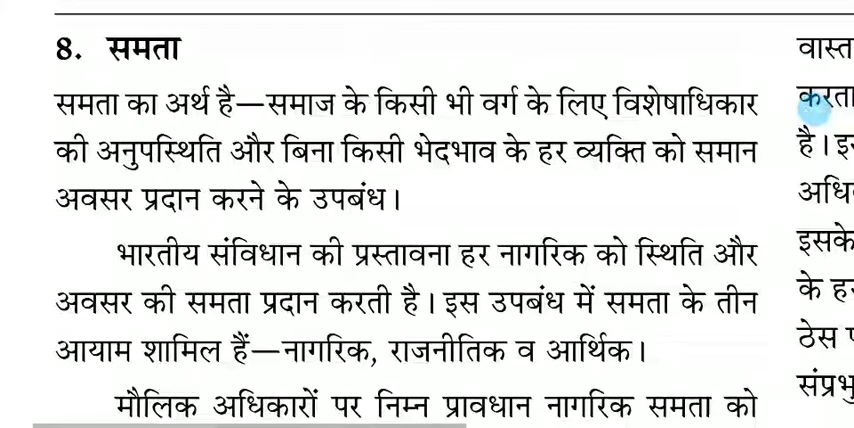 8. समता
समता का अर्थ है—समाज के किसी भी वर्ग के लिए विशेषाधिकार
की अनुपस्थिति और बिना किसी भेदभाव के हर व्यक्ति को समान
अवसर प्रदान करने के उपबंध।
भारतीय संविधान की प्रस्तावना हर नागरिक को स्थिति और
अवसर की समता प्रदान करती है। इस उपबंध में समता के तीन
आयाम शामिल हैं—नागरिक, राजनीतिक व आर्थिक।
मौलिक अधिकारों पर निम्न प्रावधान नागरिक समता को
करता
है।
इसके
के
ठेस